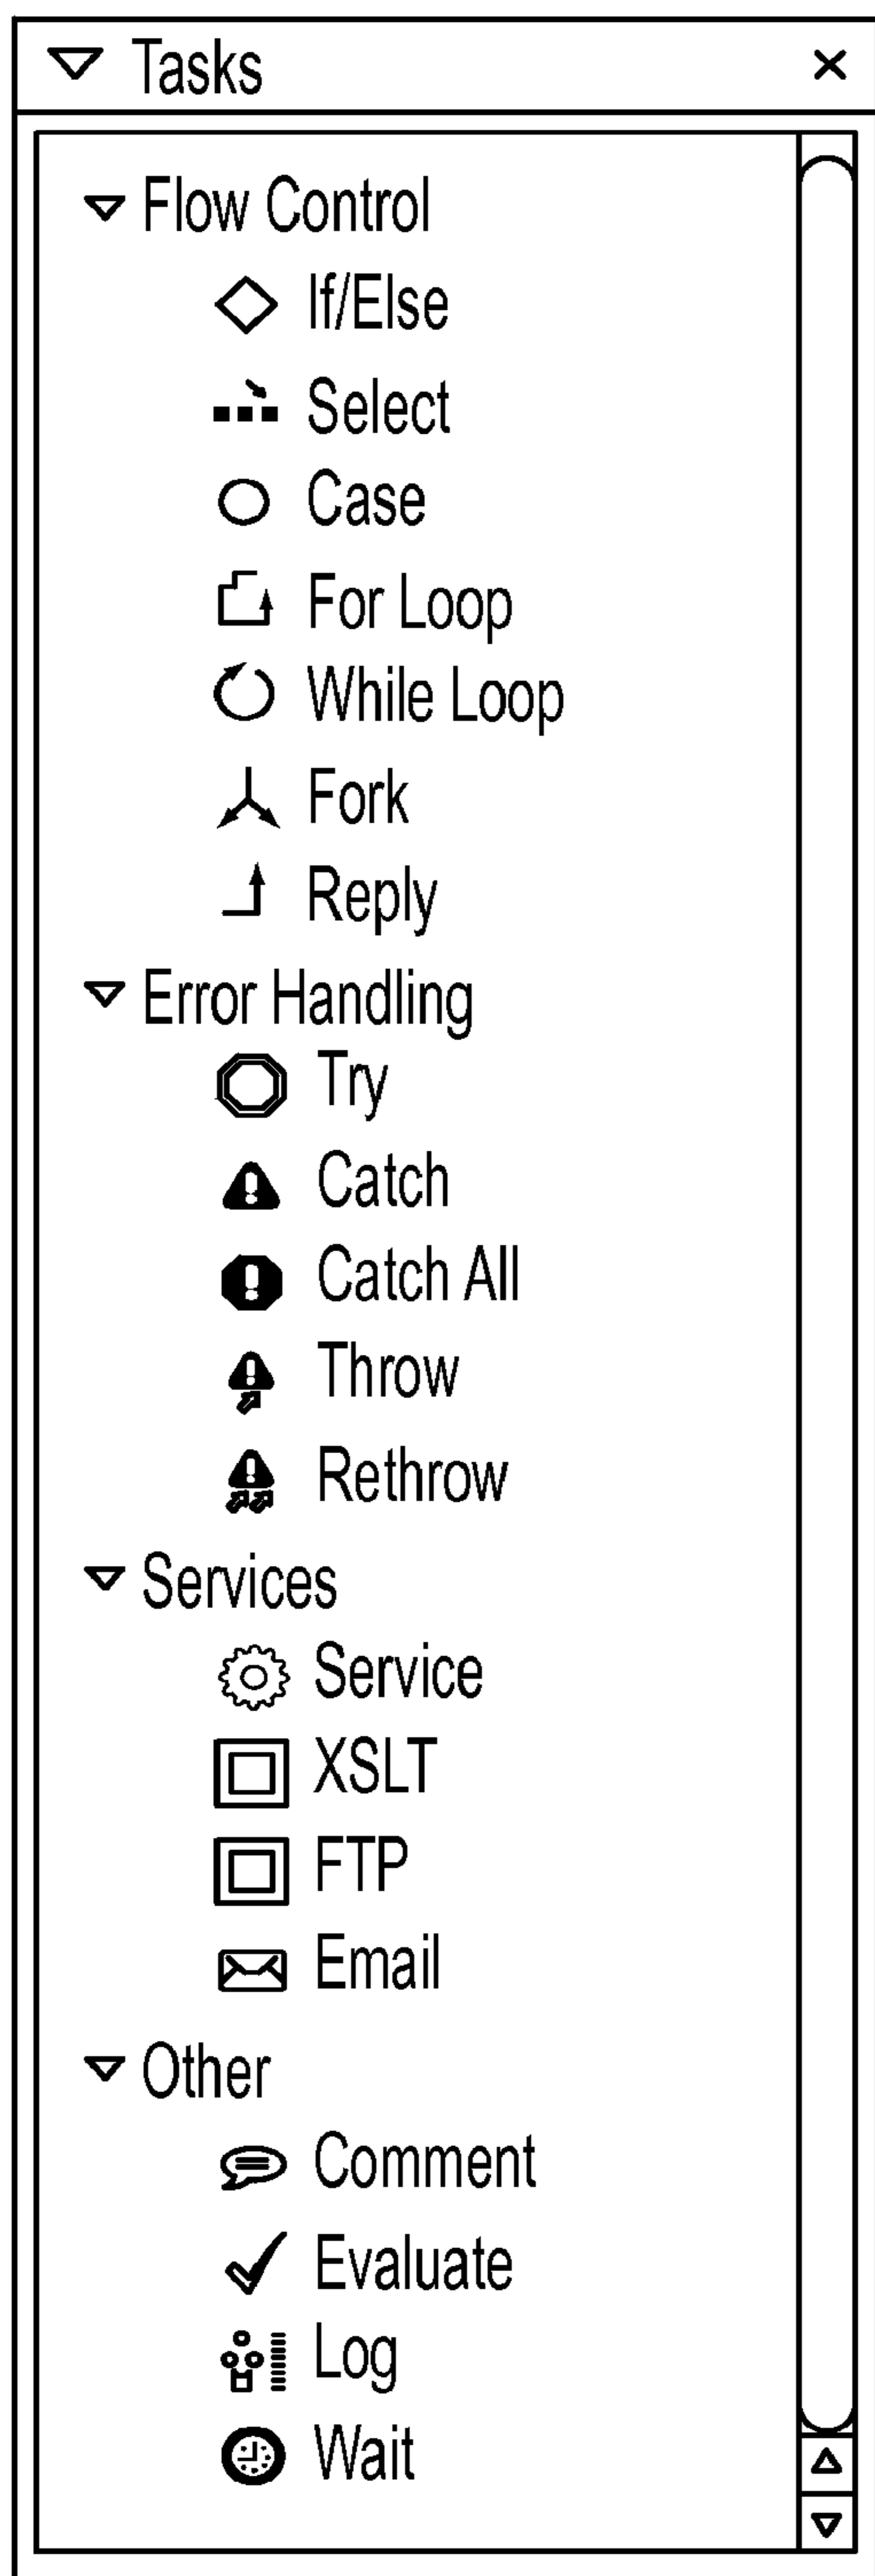 Tasks
Flow Control
If/Else
Select
Case
For Loop
While Loop
Fork
Reply
Error Handling
Try
Catch
Catch All
Throw
Rethrow
Services
Service
XSLT
FTP
Email
Other
Comment
Evaluate
Log
Wait